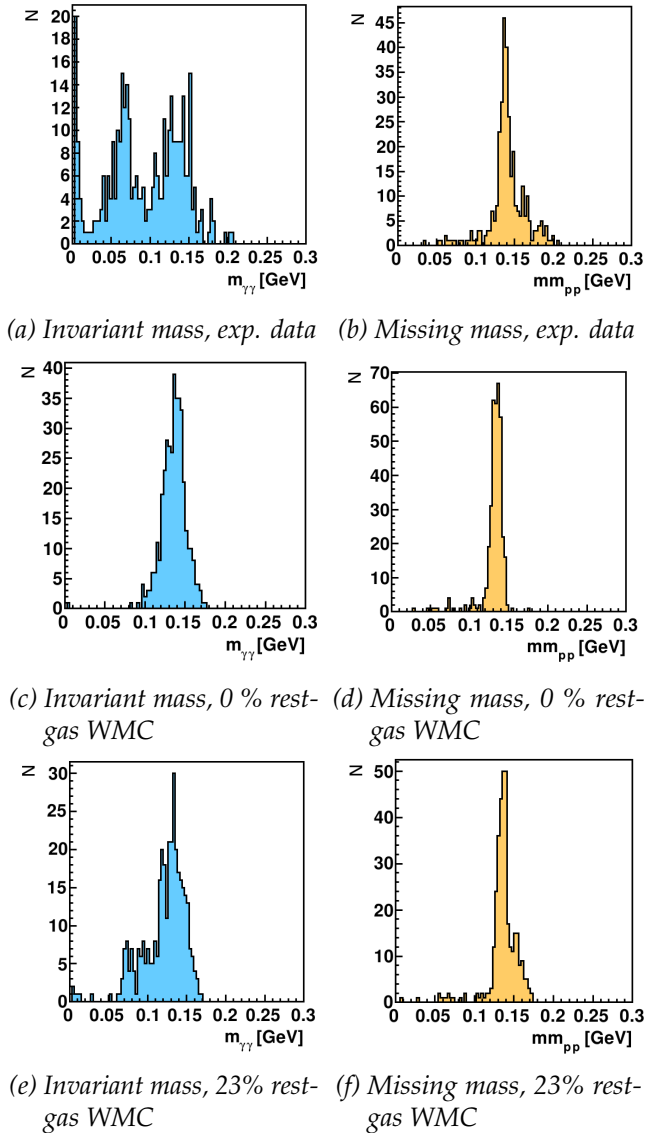 N
20
18
16
14
12
10
8
6
4
2
0
0 0.05 0.1 0.15 0.2 0.25 0.3
mγγ [GeV]
N
45
40
35
30
25
20
15
10
5
0
0 0.05 0.1 0.15 0.2 0.25 0.3
mmpp [GeV]
(a) Invariant mass, exp. data
(b) Missing mass, exp. data
N
40
35
30
25
20
15
10
5
0
0 0.05 0.1 0.15 0.2 0.25 0.3
mγγ [GeV]
N
70
60
50
40
30
20
10
0
0 0.05 0.1 0.15 0.2 0.25 0.3
mmpp [GeV]
(c) Invariant mass, 0 % rest-
gas WMC
(d) Missing mass, 0 % rest-
gas WMC
N
30
25
20
15
10
5
0
0 0.05 0.1 0.15 0.2 0.25 0.3
mγγ [GeV]
N
50
40
30
20
10
0
0 0.05 0.1 0.15 0.2 0.25 0.3
mmpp [GeV]
(e) Invariant mass, 23% rest-
gas WMC
(f) Missing mass, 23% rest-
gas WMC